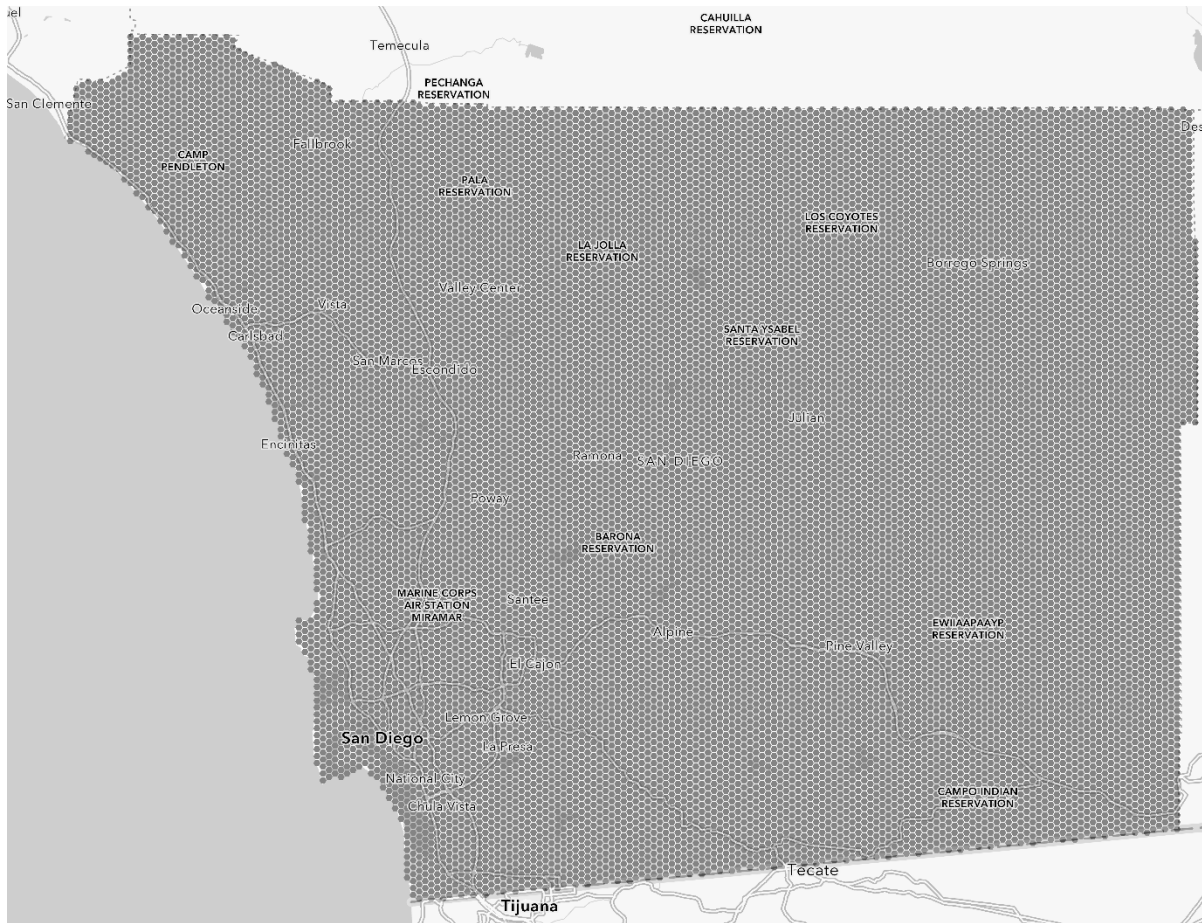 uel
CAHUILLA
RESERVATION
Temecula
PECHANGA
RESERVATION
San Clemente
Des
Fallbrook
CAMP
PENDLETON
PALA
RESERVATION
LOS COYOTES
RESERVATION
LA JOLLA
RESERVATION
Borrego Springs
Valley Center
Oceanside
Vista
Carlsbad
SANTA YSABEL
RESERVATION
San Marcos
Escondido
Julian
Encinitas
Ramona
SAN DIEGO
Poway
BARONA
RESERVATION
MARINE CORPS
AIR STATION
MIRAMAR
Santee
Alpine
EWIIAAPAAYP
RESERVATION
Pine Valley
El Cajon
Lemon Grove
San Diego
La Presa
National City
Chula Vista
CAMPO INDIAN
RESERVATION
Tecate
Tijuana